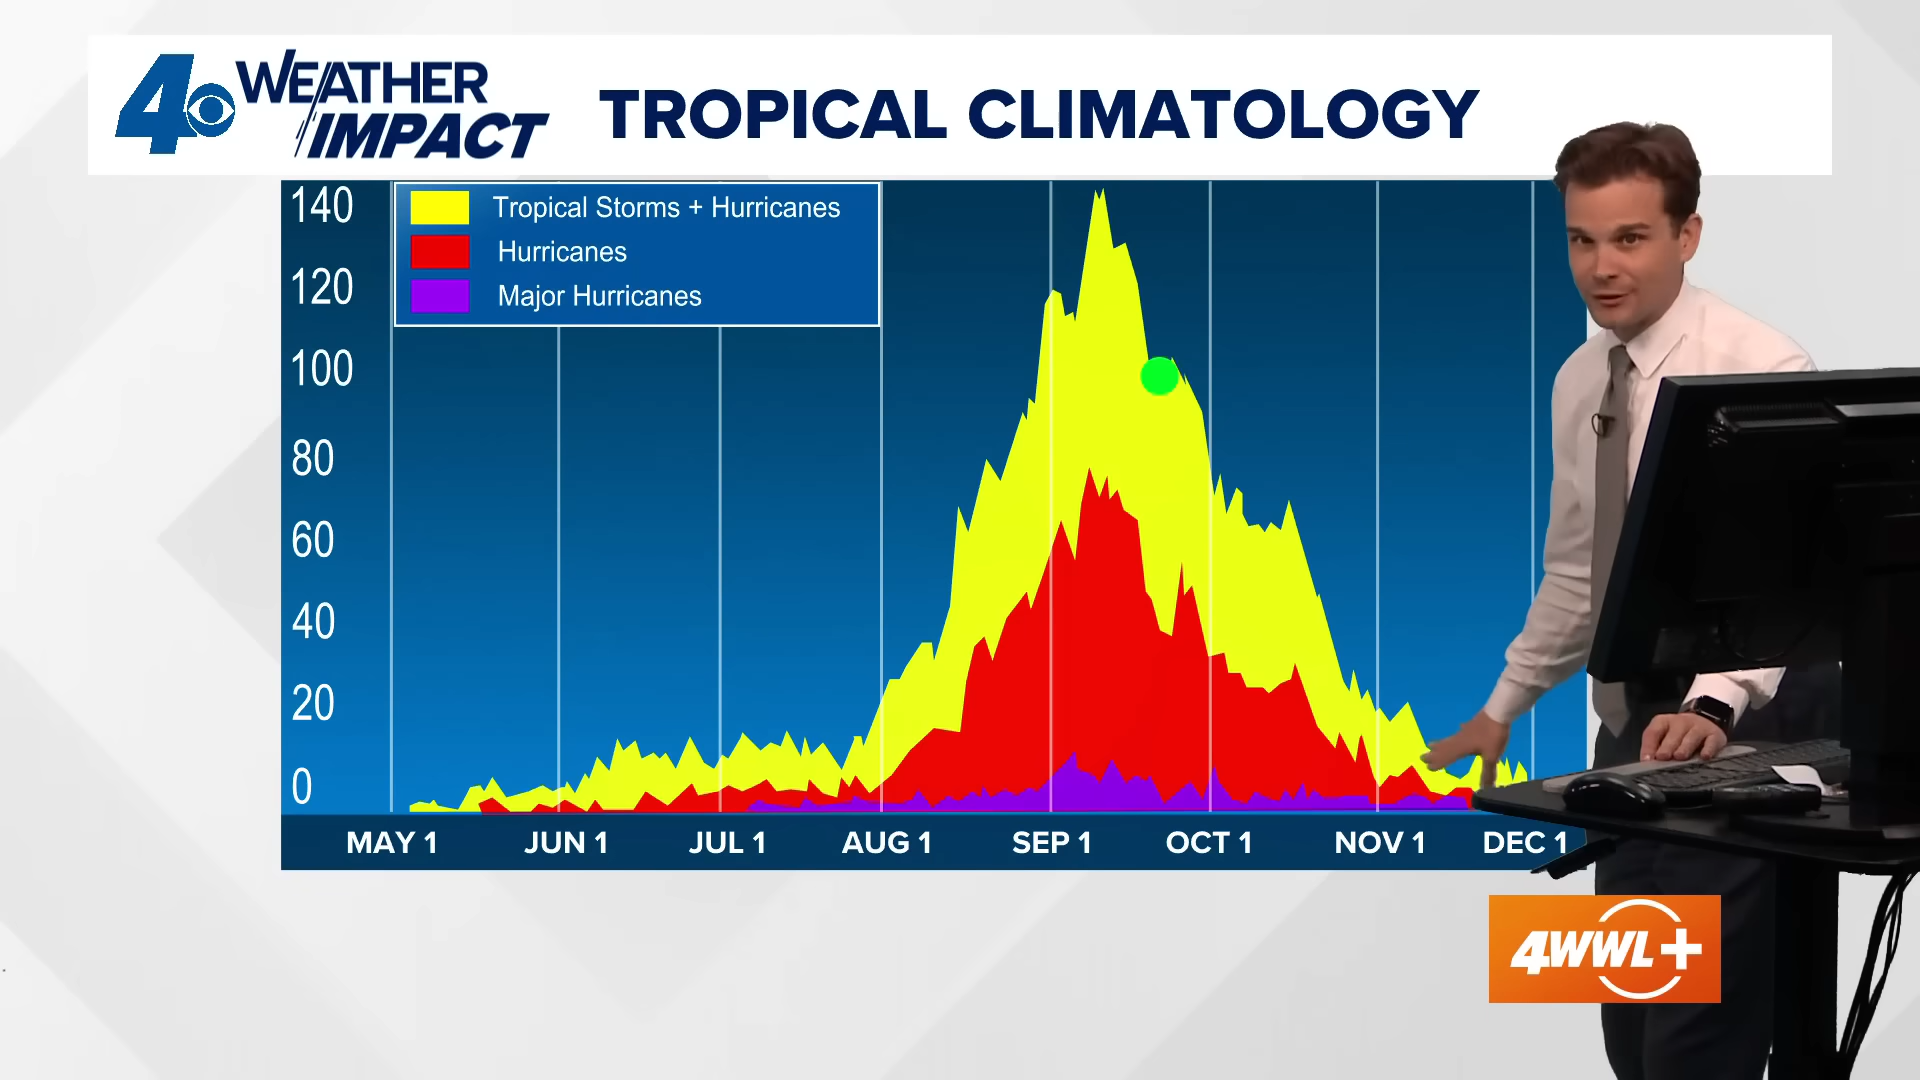 4 WEATHER IMPACT
TROPICAL CLIMATOLOGY
140
120
100
80
60
40
20
0
Tropical Storms + Hurricanes
Hurricanes
Major Hurricanes
MAY 1 JUN 1 JUL 1 AUG 1 SEP 1 OCT 1 NOV 1 DEC 1
4WWL+